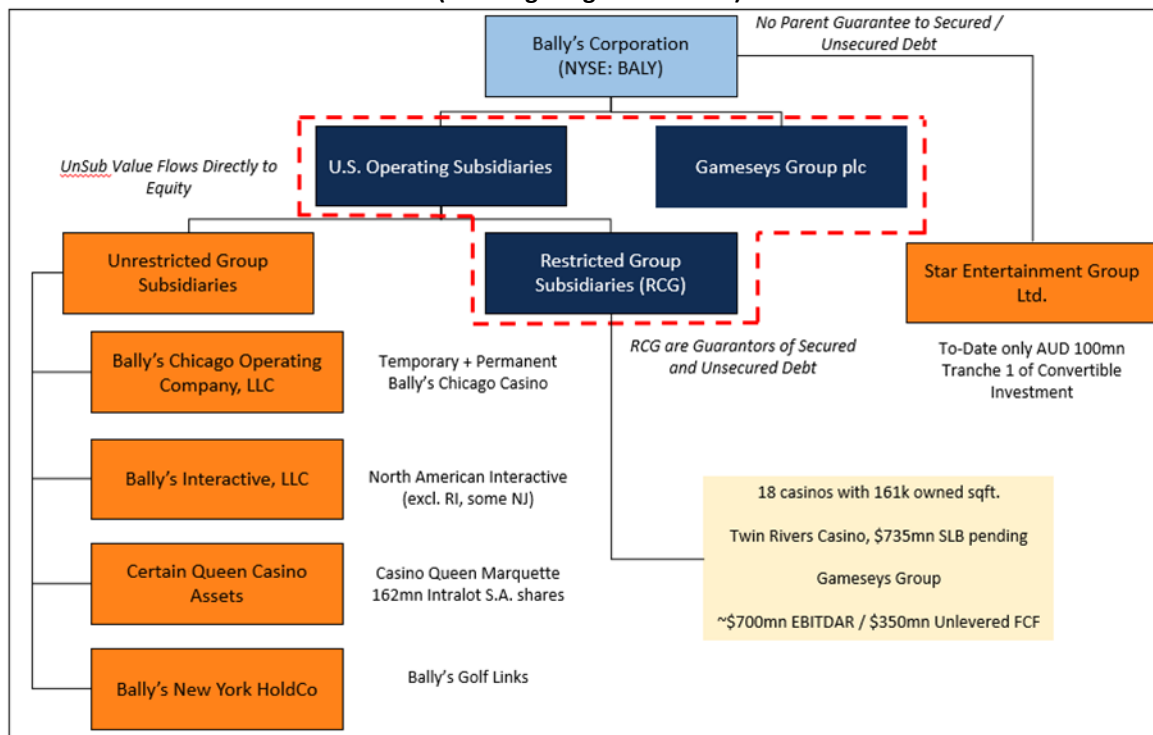 No Parent Guarantee to Secured /
Unsecured Debt
Bally's Corporation
(NYSE: BALY)
UnSub Value Flows Directly to
Equity
U.S. Operating Subsidiaries
Gameseys Group plc
Unrestricted Group
Subsidiaries
Restricted Group
Subsidiaries (RCG)
Star Entertainment Group
Ltd.
RCG are Guarantors of Secured
and Unsecured Debt
To-Date only AUD 100mn
Tranche 1 of Convertible
Investment
Bally's Chicago Operating
Company, LLC
Temporary + Permanent
Bally's Chicago Casino
Bally's Interactive, LLC
North American Interactive
(excl. RI, some NJ)
Certain Queen Casino
Assets
Casino Queen Marquette
162mn Intralot S.A. shares
Bally's New York HoldCo
Bally's Golf Links
18 casinos with 161k owned sqft.
Twin Rivers Casino, $735mn SLB pending
Gameseys Group
~$700mn EBITDAR / $350mn Unlevered FCF